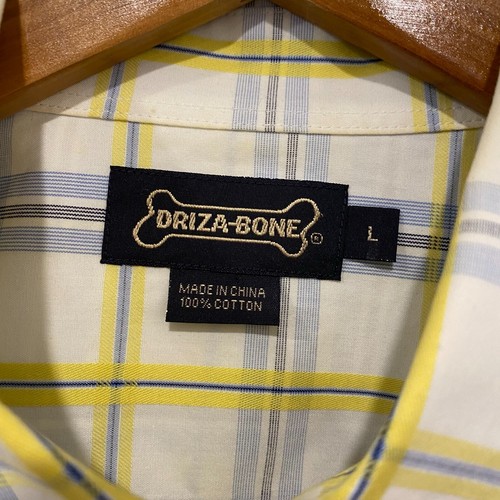 DRIZA-BONE ®
L
MADE IN CHINA
100% COTTON